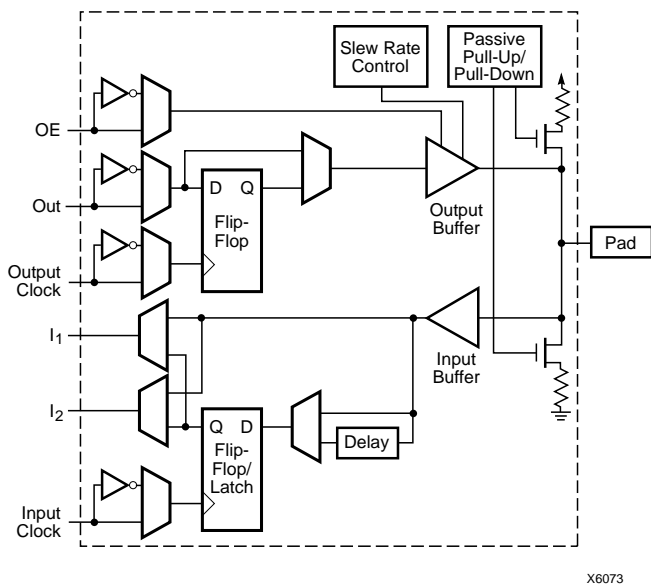 Slew Rate
Control
Passive
Pull-Up/
Pull-Down
OE
Out
D Q
Flip-
Flop
Output
Buffer
Pad
Output
Clock
I1
Input
Buffer
I2
Q D
Delay
Flip-
Flop/
Latch
Input
Clock
X6073